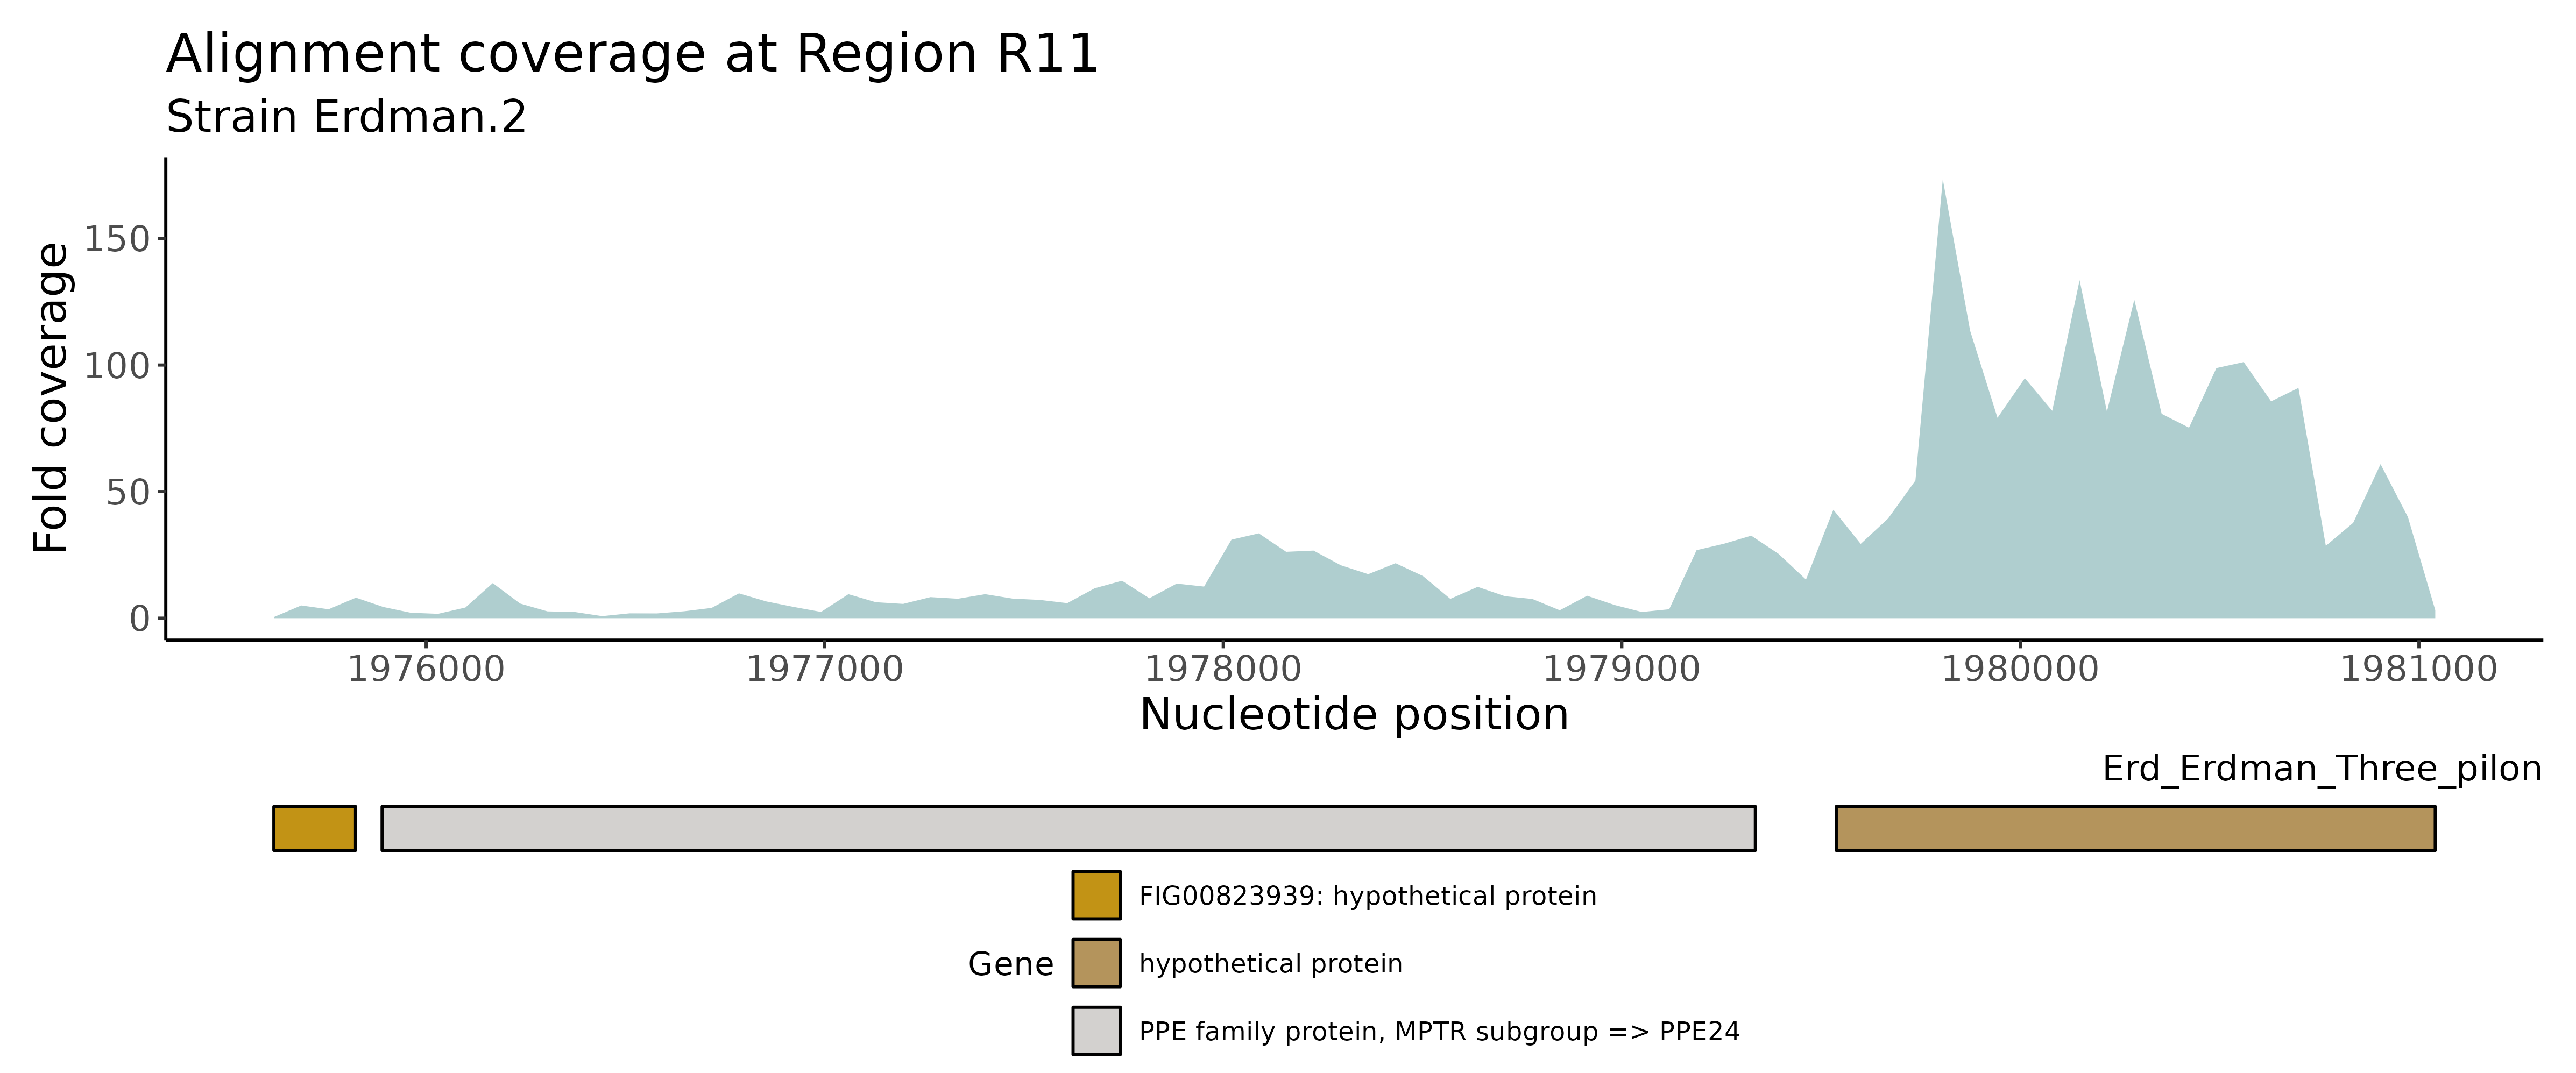 Alignment coverage at Region R11
Strain Erdman.2
Fold coverage
150
100
50
0
1976000 1977000 1978000 1979000 1980000 1981000
Nucleotide position
Erd_Erdman_Three_pilon
Gene
FIG00823939: hypothetical protein
hypothetical protein
PPE family protein, MPTR subgroup => PPE24